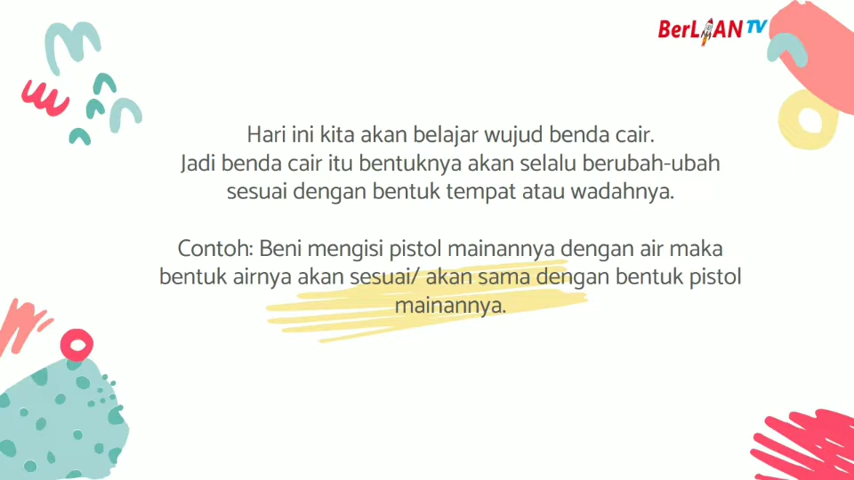 BerLIAN TV
Hari ini kita akan belajar wujud benda cair.
Jadi benda cair itu bentuknya akan selalu berubah-ubah
sesuai dengan bentuk tempat atau wadahnya.
Contoh: Beni mengisi pistol mainannya dengan air maka
bentuk airnya akan sesuai/ akan sama dengan bentuk pistol
mainannya.